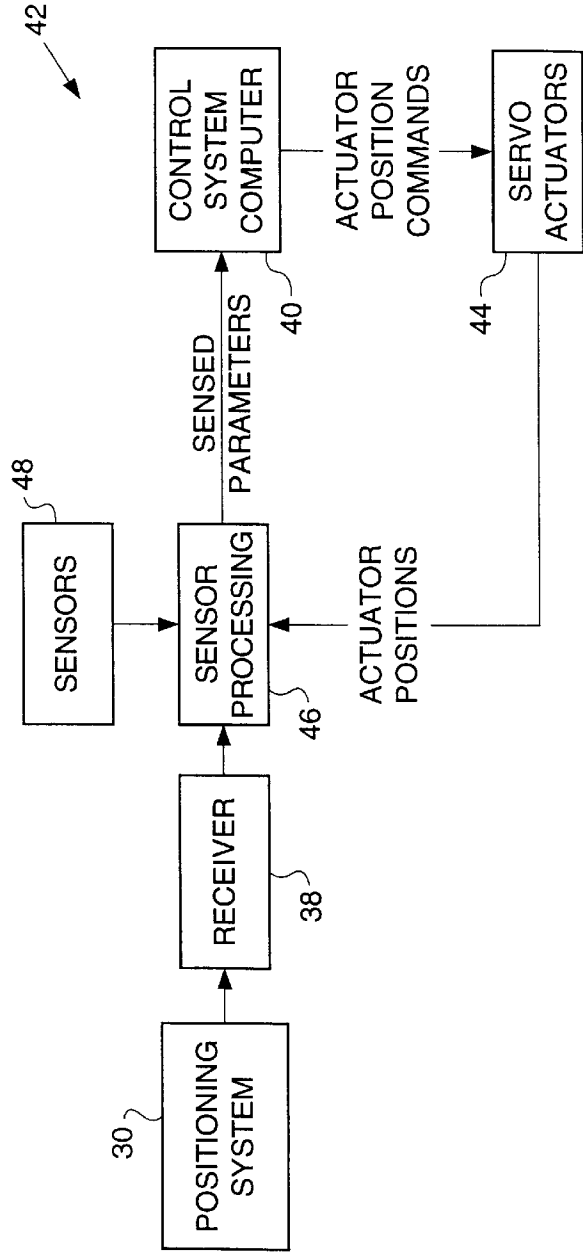 42
48
SENSORS
30
POSITIONING
SYSTEM
RECEIVER
38
SENSOR
PROCESSING
46
SENSED
PARAMETERS
CONTROL
SYSTEM
COMPUTER
40
ACTUATOR
POSITION
COMMANDS
ACTUATOR
POSITIONS
44
SERVO
ACTUATORS